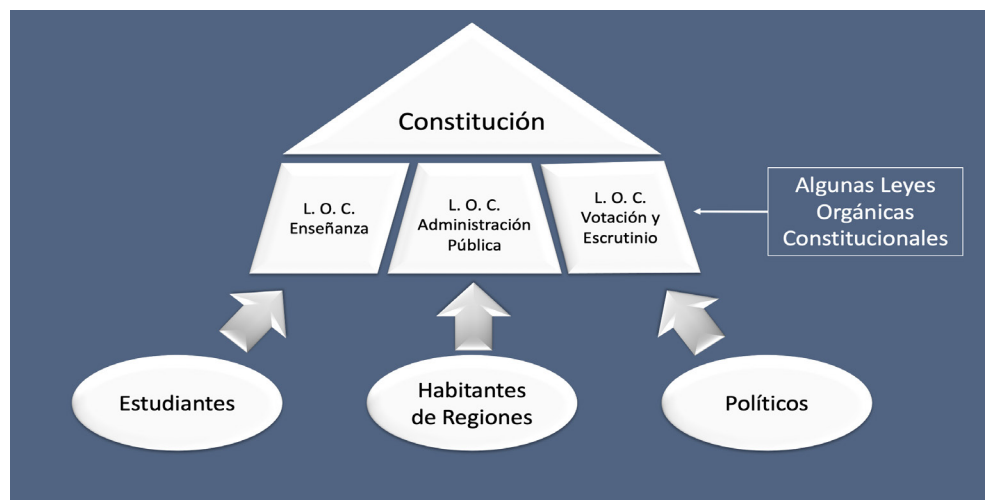 Constitución
L. O. C.
Enseñanza
L. O. C.
Administración
Pública
L. O. C.
Votación y
Escrutinio
Algunas Leyes
Orgánicas
Constitucionales
Estudiantes
Habitantes
de Regiones
Políticos